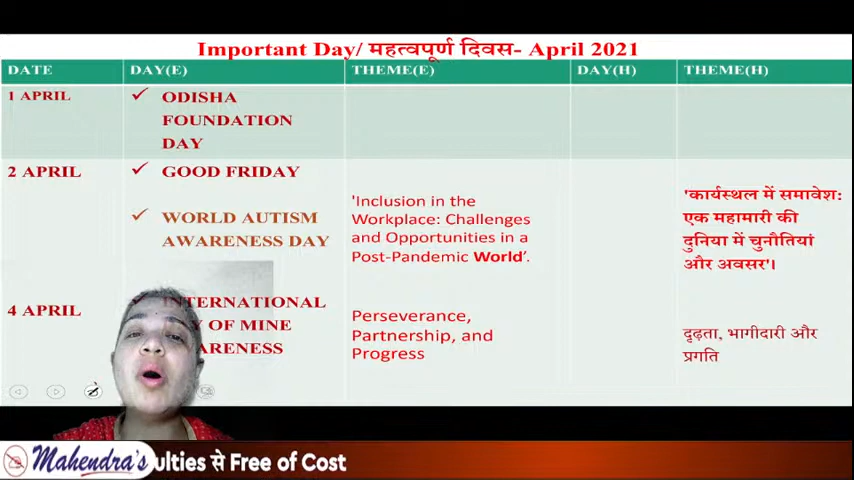 Important Day/ महत्वपूर्ण दिवस- April 2021
DATE DAY(E) THEME(E) DAY(H) THEME(H)
1 APRIL ✓ ODISHA
FOUNDATION
DAY
2 APRIL ✓ GOOD FRIDAY
✓ WORLD AUTISM
AWARENESS DAY
'Inclusion in the
Workplace: Challenges
and Opportunities in a
Post-Pandemic World'.
'कार्यस्थल में समावेश:
एक महामारी की
दुनिया में चुनौतियां
और अवसर'।
4 APRIL INTERNATIONAL
OF MINE
Perseverance,
Partnership, and
Progress
दृढ़ता, भागीदारी और
प्रगति
Mahendra's ulties से Free of Cost